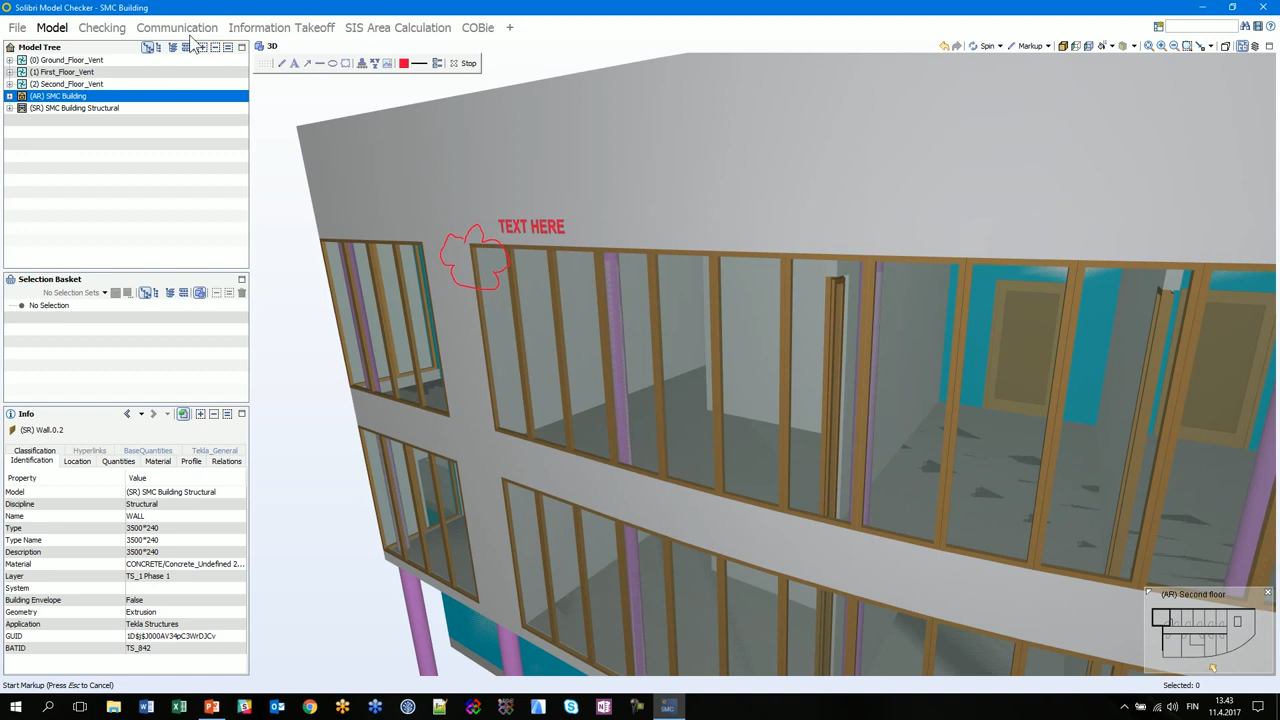 Solibri Model Checker - SMC Building
File Model Checking Communication Information Takeoff SIS Area Calculation COBie +
Model Tree
3D
Spin
Markup
Stop
(0) Ground_Floor_Vent
(1) First_Floor_Vent
(2) Second_Floor_Vent
(AR) SMC Building
(SR) SMC Building Structural
TEXT HERE
Selection Basket
No Selection Sets
No Selection
Info
(SR) Wall.0.2
Classification Hyperlinks BaseQuantities Tekla_General
Identification Location Quantities Material Profile Relations
Property Value
Model (SR) SMC Building Structural
Discipline Structural
Name WALL
Type 3500*240
Type Name 3500*240
Description 3500*240
Material CONCRETE/Concrete_Undefined 2...
Layer TS_1 Phase 1
System
Building Envelope False
Geometry Extrusion
Application Tekla Structures
GUID 1D$j$J000AV34pC3WrDJCv
BATID TS_842
(AR) Second floor
Start Markup (Press Esc to Cancel)
Selected: 0
SMC
FIN
13.43
11.4.2017